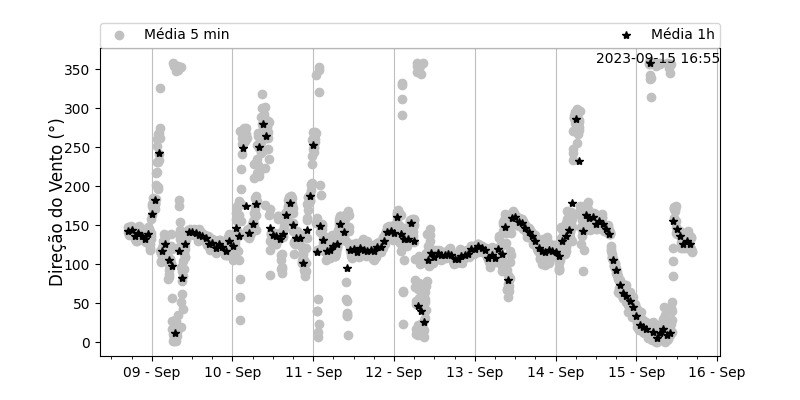 Média 5 min
Média 1h
2023-09-15 16:55
Direção do Vento (°)
350
300
250
200
150
100
50
0
09 - Sep
10 - Sep
11 - Sep
12 - Sep
13 - Sep
14 - Sep
15 - Sep
16 - Sep